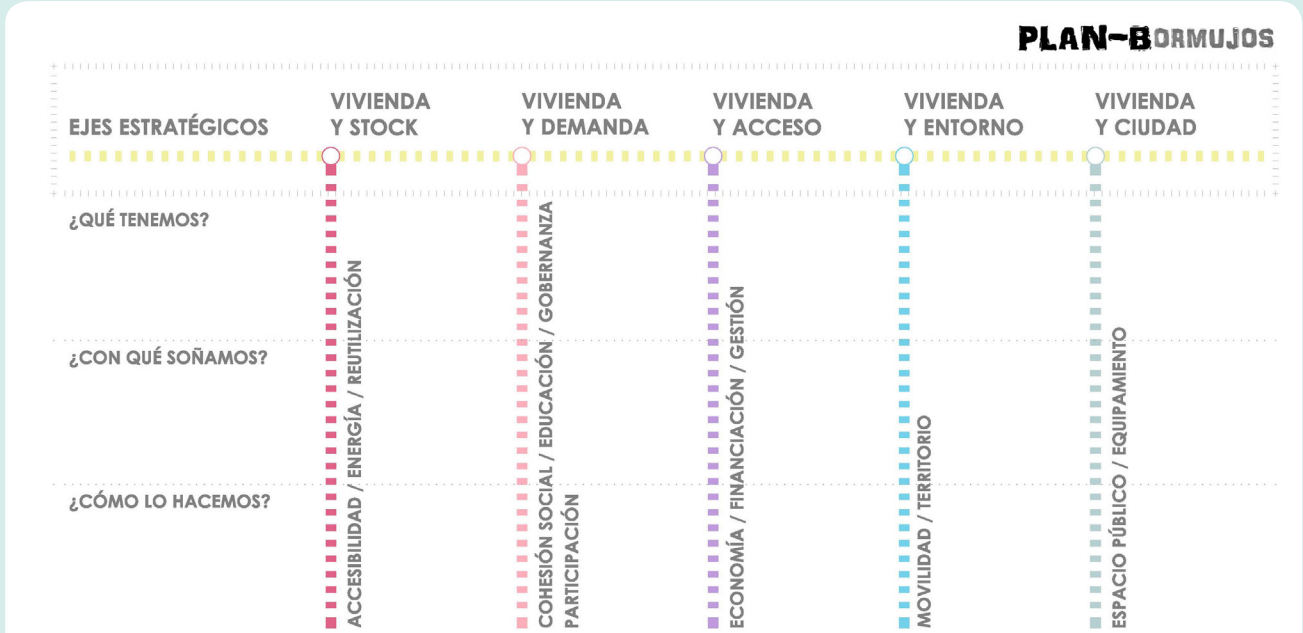 PLAN-BORMUJOS
EJES ESTRATÉGICOS
VIVIENDA
Y STOCK
VIVIENDA
Y DEMANDA
VIVIENDA
Y ACCESO
VIVIENDA
Y ENTORNO
VIVIENDA
Y CIUDAD
¿QUÉ TENEMOS?
¿CON QUÉ SOÑAMOS?
¿CÓMO LO HACEMOS?
ACCESIBILIDAD / ENERGÍA / REUTILIZACIÓN
COHESIÓN SOCIAL / EDUCACIÓN / GOBERNANZA
PARTICIPACIÓN
ECONOMÍA / FINANCIACIÓN / GESTIÓN
MOVILIDAD / TERRITORIO
ESPACIO PÚBLICO / EQUIPAMIENTO